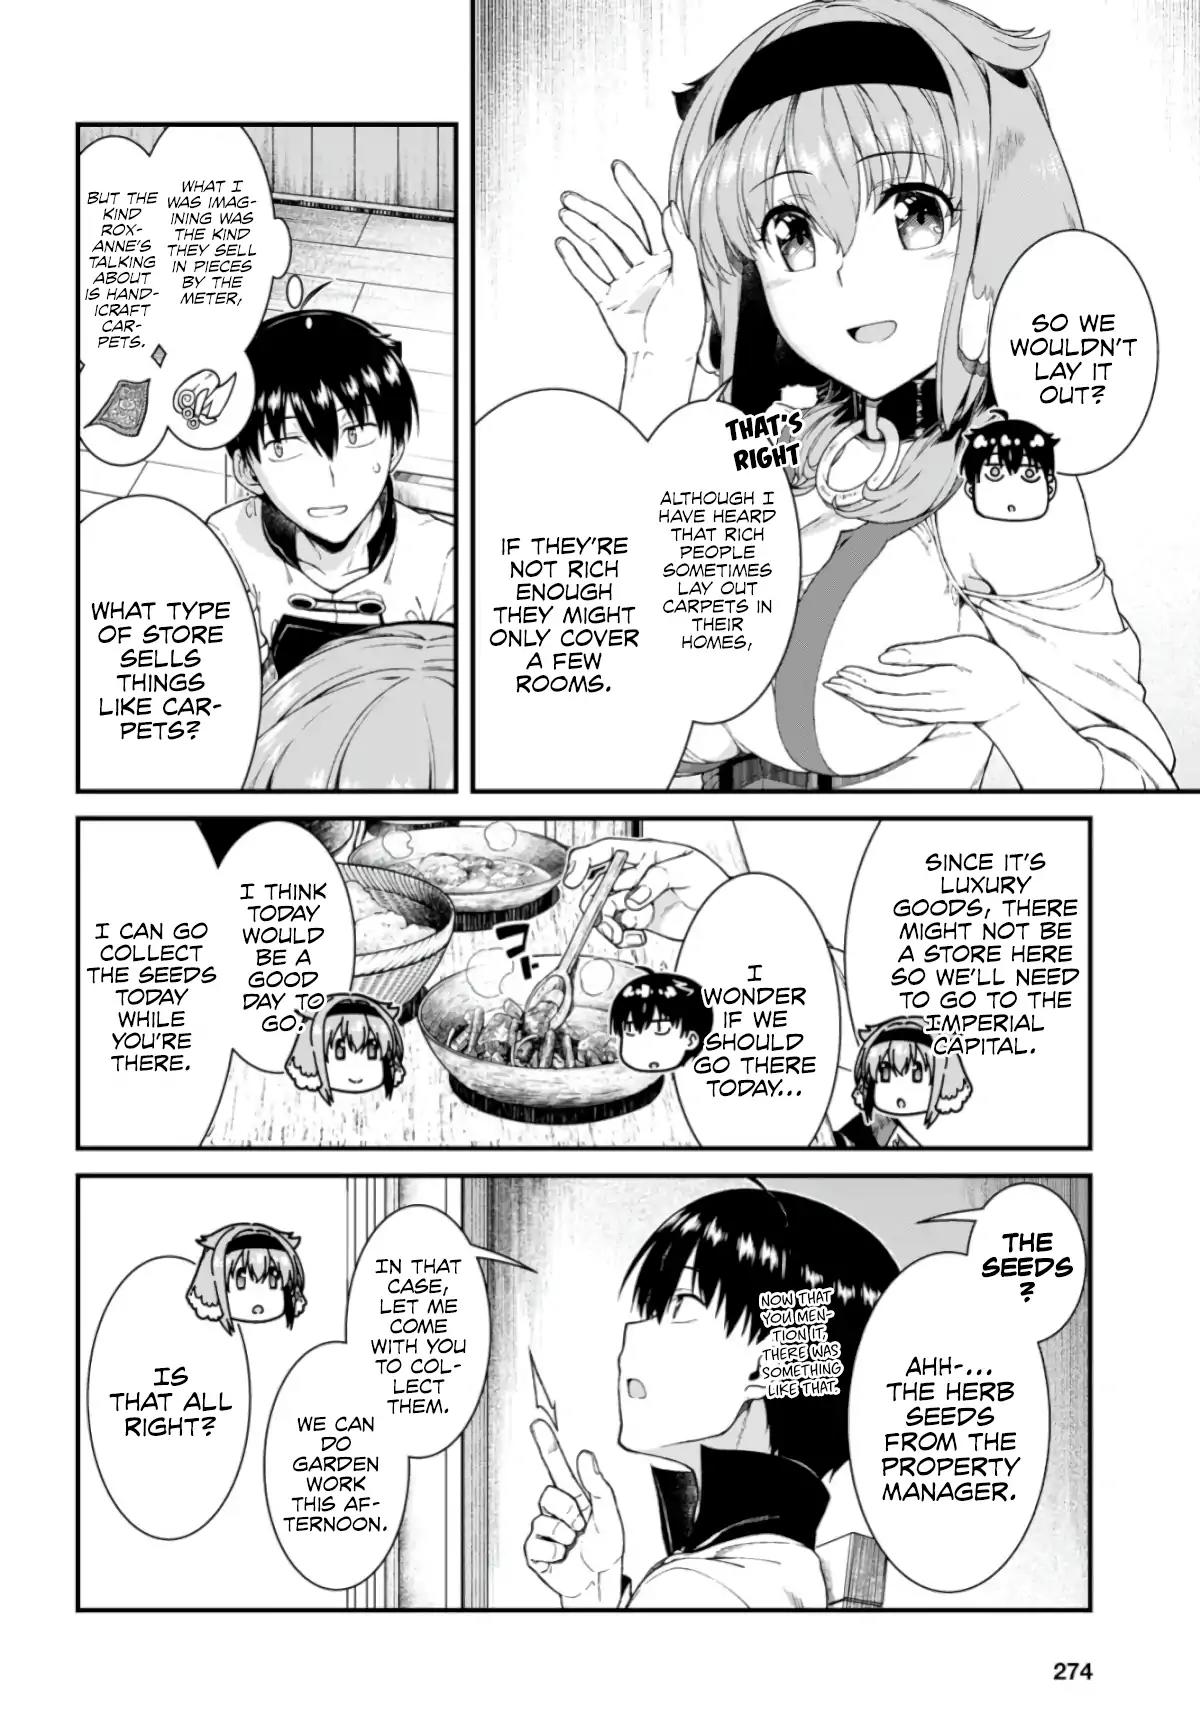 SO WE
WOULDN'T
LAY IT
OUT?
THAT'S
RIGHT
ALTHOUGH I
HAVE HEARD
THAT RICH
PEOPLE
SOMETIMES
LAY OUT
CARPETS IN
THEIR
HOMES,
IF THEY'RE
NOT RICH
ENOUGH
THEY MIGHT
ONLY COVER
A FEW
ROOMS.
WHAT I
WAS IMAG-
INING WAS
THE KIND
THEY SELL
IN PIECES
BY THE
METER,
BUT THE
KIND
ROX-
ANNE'S
TALKING
ABOUT
IS HAND-
ICRAFT
CAR-
PETS.
WHAT TYPE
OF STORE
SELLS
THINGS
LIKE CAR-
PETS?
SINCE IT'S
LUXURY
GOODS, THERE
MIGHT NOT BE
A STORE HERE
SO WE'LL NEED
TO GO TO THE
IMPERIAL
CAPITAL.
I
WONDER
IF WE
SHOULD
GO THERE
TODAY...
I THINK
TODAY
WOULD
BE A
GOOD
DAY TO
GO.
I CAN GO
COLLECT
THE SEEDS
TODAY
WHILE
YOU'RE
THERE.
THE
SEEDS
?
AHH-...
THE HERB
SEEDS
FROM THE
PROPERTY
MANAGER.
NOW THAT
YOU MEN-
TION IT,
THERE WAS
SOMETHING
LIKE THAT.
IN THAT
CASE,
LET ME
COME
WITH YOU
TO COL-
LECT
THEM.
WE CAN
DO
GARDEN
WORK
THIS AF-
TERNOON.
IS
THAT ALL
RIGHT?
274